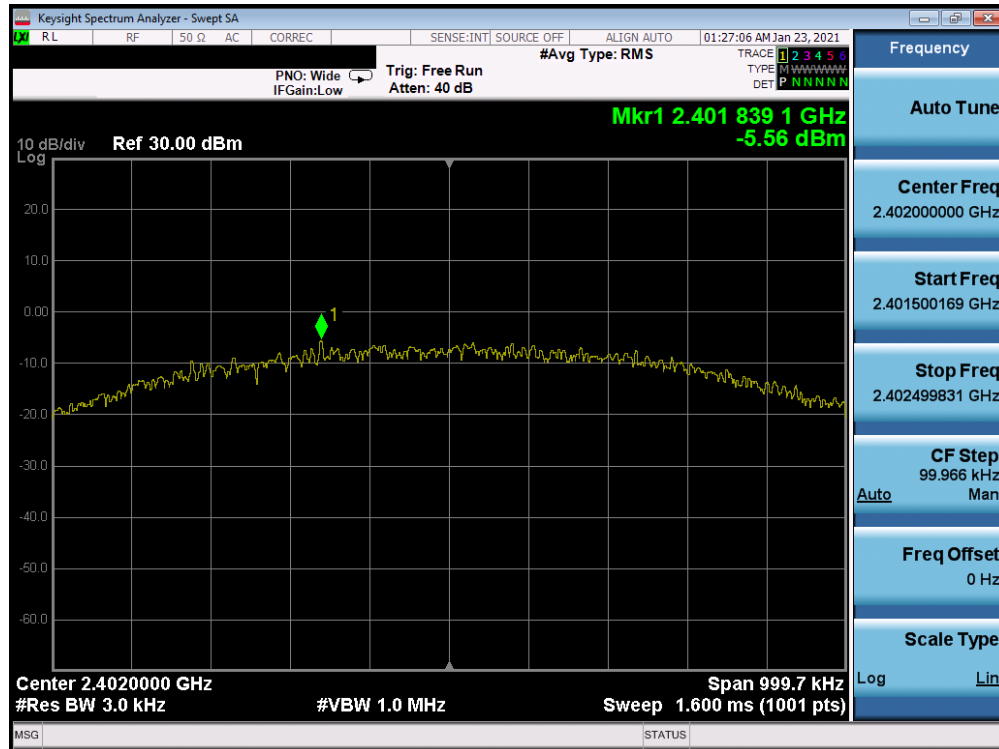 Keysight Spectrum Analyzer - Swept SA
LXI RL RF 50 Ω AC CORREC SENSE:INT SOURCE OFF ALIGN AUTO 01:27:06 AM Jan 23, 2021
#Avg Type: RMS
TRACE 1 2 3 4 5 6
PNO: Wide
IFGain:Low
Trig: Free Run
Atten: 40 dB
TYPE M WWWWW
DET P N N N N N
Mkr1 2.401 839 1 GHz
-5.56 dBm
10 dB/div
Log
Ref 30.00 dBm
20.0
10.0
0.00
1
-10.0
-20.0
-30.0
-40.0
-50.0
-60.0
Center 2.4020000 GHz
Span 999.7 kHz
#Res BW 3.0 kHz
#VBW 1.0 MHz
Sweep 1.600 ms (1001 pts)
MSG
STATUS
Frequency
Auto Tune
Center Freq
2.402000000 GHz
Start Freq
2.401500169 GHz
Stop Freq
2.402499831 GHz
CF Step
99.966 kHz
Auto Man
Freq Offset
0 Hz
Scale Type
Log Lin